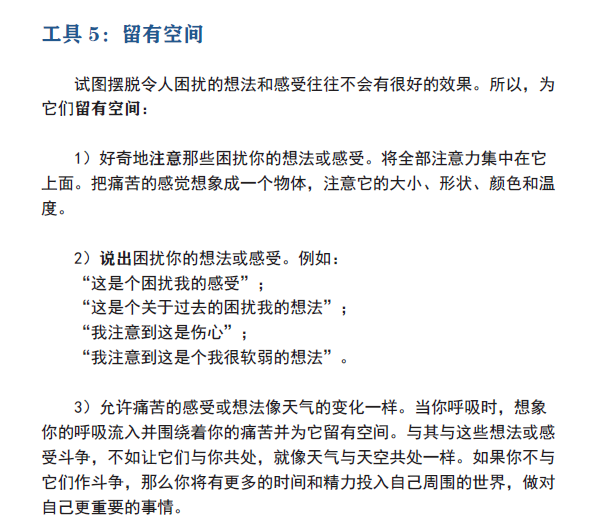 工具 5：留有空间
试图摆脱令人困扰的想法和感受往往不会有很好的效果。所以，为
它们留有空间：
1）好奇地注意那些困扰你的想法或感受。将全部注意力集中在它
上面。把痛苦的感觉想象成一个物体，注意它的大小、形状、颜色和温
度。
2）说出困扰你的想法或感受。例如：
“这是个困扰我的感受”；
“这是个关于过去的困扰我的想法”；
“我注意到这是伤心”；
“我注意到这是个我很软弱的想法”。
3）允许痛苦的感受或想法像天气的变化一样。当你呼吸时，想象
你的呼吸流入并围绕着你的痛苦并为它留有空间。与其与这些想法或感
受斗争，不如让它们与你共处，就像天气与天空共处一样。如果你不与
它们作斗争，那么你将有更多的时间和精力投入自己周围的世界，做对
自己更重要的事情。